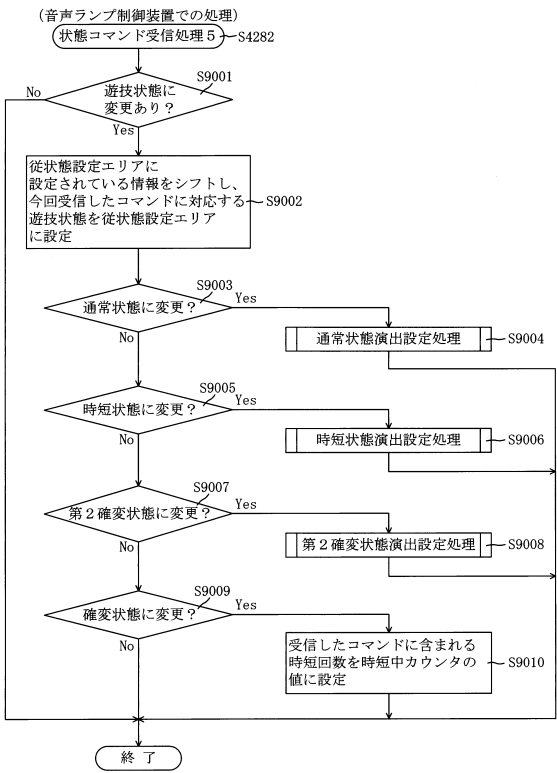 (音声ランプ制御装置での処理)
状態コマンド受信処理5
S4282
S9001
遊技状態に
変更あり?
No
Yes
従状態設定エリアに
設定されている情報をシフトし、
今回受信したコマンドに対応する
遊技状態を従状態設定エリア
に設定
S9002
S9003
通常状態に変更?
Yes
No
通常状態演出設定処理
S9004
S9005
時短状態に変更?
Yes
No
時短状態演出設定処理
S9006
S9007
第2確変状態に変更?
Yes
No
第2確変状態演出設定処理
S9008
S9009
確変状態に変更?
Yes
No
受信したコマンドに含まれる
時短回数を時短中カウンタの
値に設定
S9010
終了